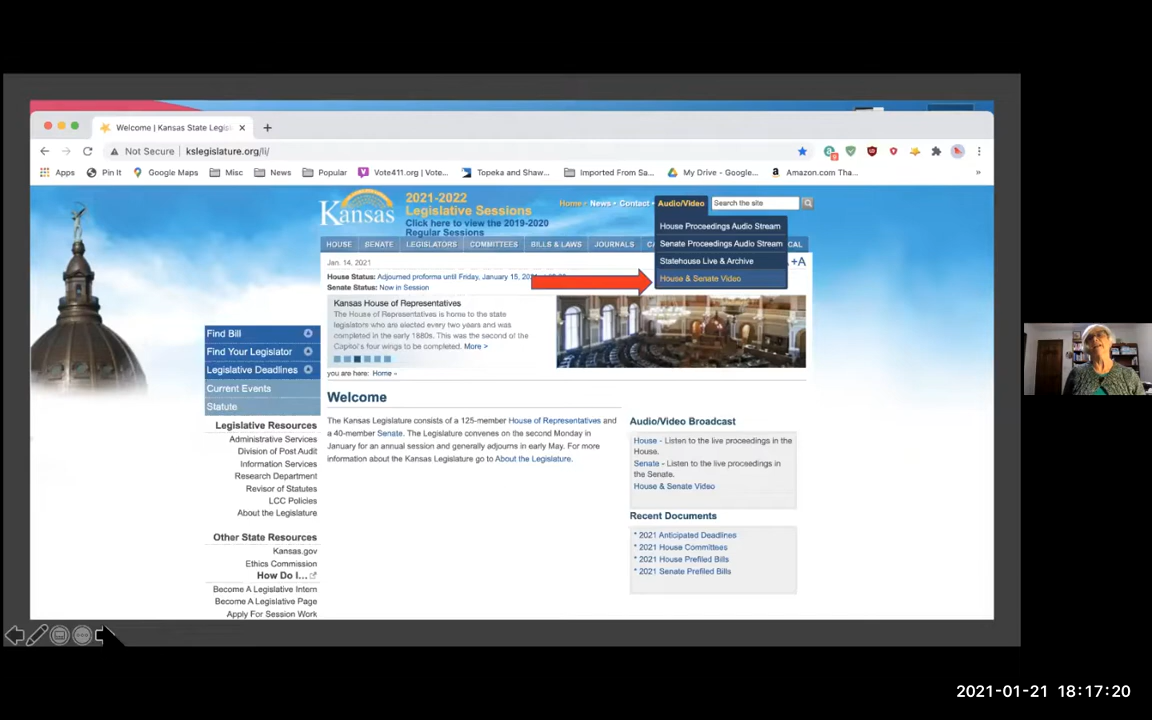 Welcome | Kansas State Legisl
Not Secure | kslegislature.org/li/
Apps Pin It Google Maps Misc News Popular Vote411.org | Vote... Topeka and Shaw... Imported From Sa... My Drive - Google... Amazon.com Tha... »
Kansas
2021-2022
Legislative Sessions
Click here to view the 2019-2020
Regular Sessions
Home • News • Contact • Audio/Video Search the site
House Proceedings Audio Stream
Senate Proceedings Audio Stream
Statehouse Live & Archive
House & Senate Video
HOUSE SENATE LEGISLATORS COMMITTEES BILLS & LAWS JOURNALS
Jan. 14, 2021
+A
House Status: Adjourned proforma until Friday, January 15,
Senate Status: Now in Session
Kansas House of Representatives
The House of Representatives is home to the state
legislators who are elected every two years and was
completed in the early 1880s. This was the second of the
Capitol's four wings to be completed. More >
you are here: Home »
Find Bill
Find Your Legislator
Legislative Deadlines
Current Events
Statute
Legislative Resources
Administrative Services
Division of Post Audit
Information Services
Research Department
Revisor of Statutes
LCC Policies
About the Legislature
Other State Resources
Kansas.gov
Ethics Commission
How Do I...
Become A Legislative Intern
Become A Legislative Page
Apply For Session Work
Welcome
The Kansas Legislature consists of a 125-member House of Representatives and
a 40-member Senate. The Legislature convenes on the second Monday in
January for an annual session and generally adjourns in early May. For more
information about the Kansas Legislature go to About the Legislature.
Audio/Video Broadcast
House - Listen to the live proceedings in the
House.
Senate - Listen to the live proceedings in
the Senate.
House & Senate Video
Recent Documents
* 2021 Anticipated Deadlines
* 2021 House Committees
* 2021 House Prefiled Bills
* 2021 Senate Prefiled Bills
2021-01-21 18:17:20